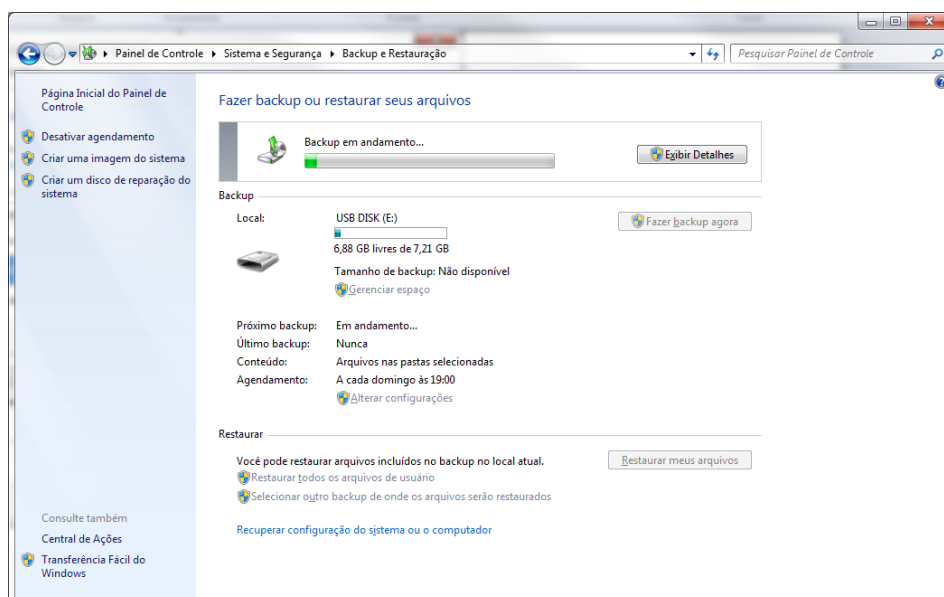 Painel de Controle Sistema e Segurança Backup e Restauração
Pesquisar Painel de Controle
Página Inicial do Painel de
Controle
Desativar agendamento
Criar uma imagem do sistema
Criar um disco de reparação do
sistema
Fazer backup ou restaurar seus arquivos
Backup em andamento...
Exibir Detalhes
Backup
Local:
USB DISK (E:)
Fazer backup agora
6,88 GB livres de 7,21 GB
Tamanho de backup: Não disponível
Gerenciar espaço
Próximo backup: Em andamento...
Último backup: Nunca
Conteúdo: Arquivos nas pastas selecionadas
Agendamento: A cada domingo às 19:00
Alterar configurações
Restaurar
Você pode restaurar arquivos incluídos no backup no local atual.
Restaurar meus arquivos
Restaurar todos os arquivos de usuário
Selecionar outro backup de onde os arquivos serão restaurados
Recuperar configuração do sistema ou o computador
Consulte também
Central de Ações
Transferência Fácil do
Windows